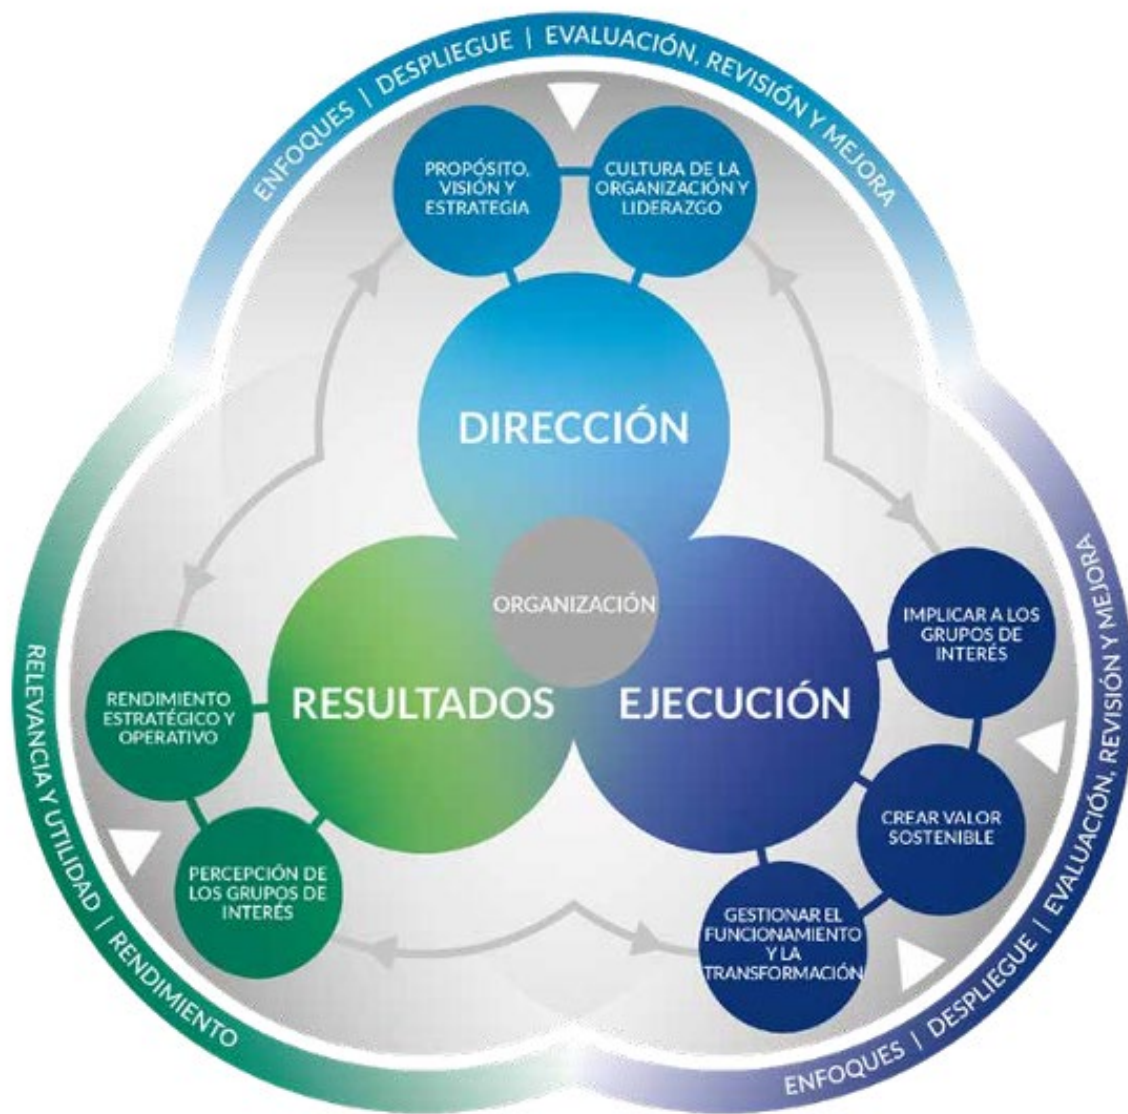 ENFOQUES | DESPLIEGUE | EVALUACIÓN, REVISIÓN Y MEJORA
PROPÓSITO,
VISIÓN Y
ESTRATEGIA
CULTURA DE LA
ORGANIZACIÓN Y
LIDERAZGO
DIRECCIÓN
ORGANIZACIÓN
RESULTADOS
EJECUCIÓN
IMPLICAR A LOS
GRUPOS DE
INTERÉS
CREAR VALOR
SOSTENIBLE
GESTIONAR EL
FUNCIONAMIENTO
Y LA
TRANSFORMACIÓN
ENFOQUES | DESPLIEGUE | EVALUACIÓN, REVISIÓN Y MEJORA
RENDIMIENTO
ESTRATÉGICO Y
OPERATIVO
PERCEPCIÓN DE
LOS GRUPOS DE
INTERÉS
RELEVANCIA Y UTILIDAD | RENDIMIENTO